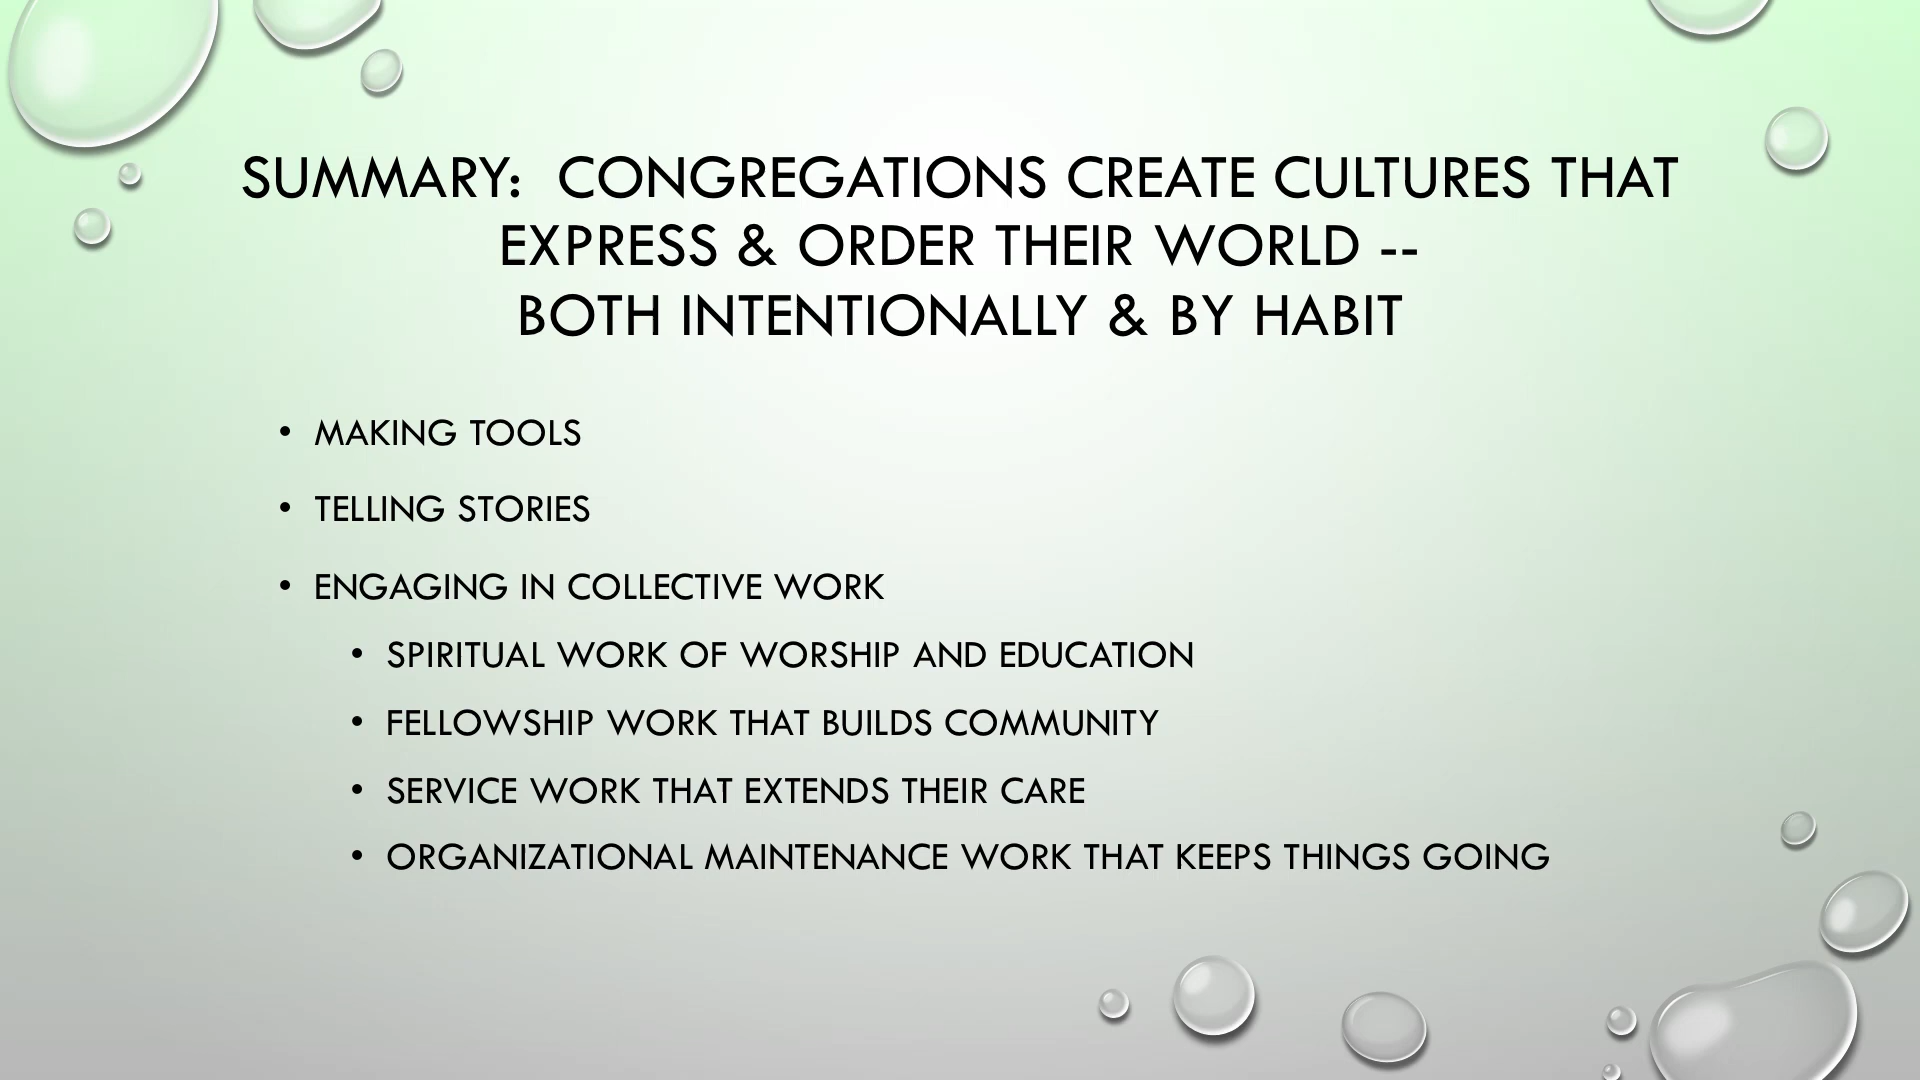 SUMMARY:  CONGREGATIONS CREATE CULTURES THAT
EXPRESS & ORDER THEIR WORLD --
BOTH INTENTIONALLY & BY HABIT
• MAKING TOOLS
• TELLING STORIES
• ENGAGING IN COLLECTIVE WORK
• SPIRITUAL WORK OF WORSHIP AND EDUCATION
• FELLOWSHIP WORK THAT BUILDS COMMUNITY
• SERVICE WORK THAT EXTENDS THEIR CARE
• ORGANIZATIONAL MAINTENANCE WORK THAT KEEPS THINGS GOING